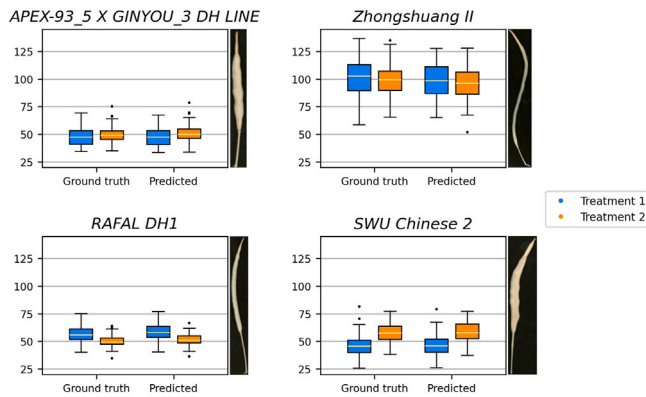 APEX-93_5 X GINYOU_3 DH LINE
125
100
75
50
25
Ground truth Predicted
Zhongshuang II
125
100
75
50
25
Ground truth Predicted
Treatment 1
Treatment 2
RAFAL DH1
125
100
75
50
25
Ground truth Predicted
SWU Chinese 2
125
100
75
50
25
Ground truth Predicted